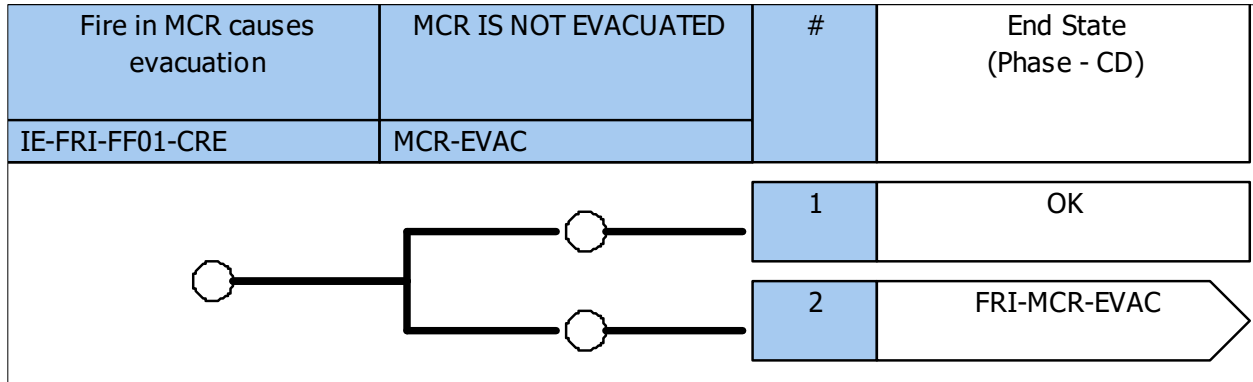 Fire in MCR causes
evacuation
MCR IS NOT EVACUATED
#
End State
(Phase - CD)
IE-FRI-FF01-CRE
MCR-EVAC
1
OK
2
FRI-MCR-EVAC